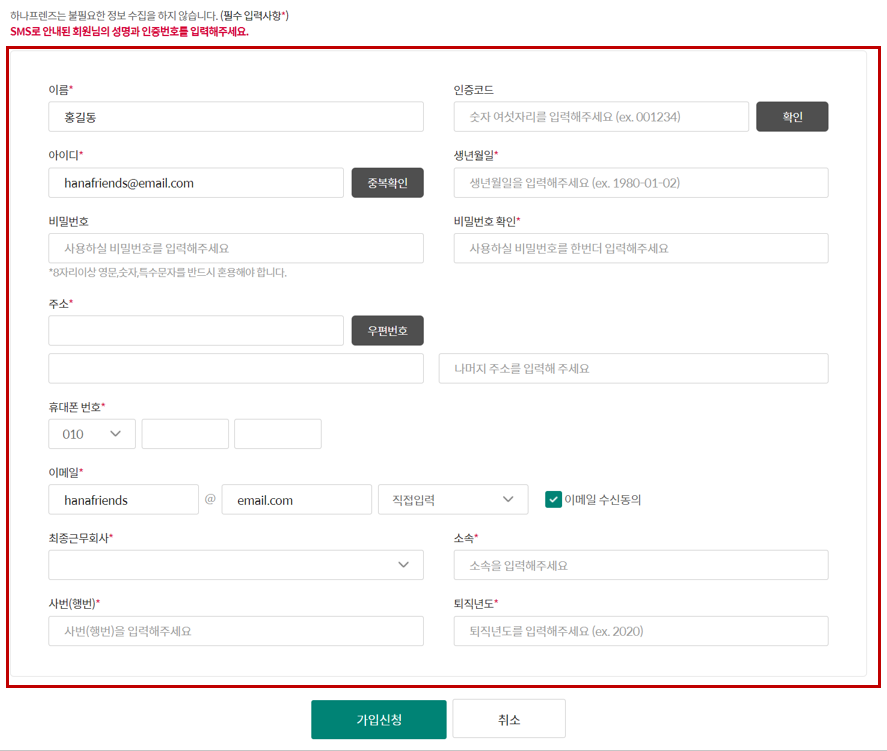 하나프렌즈는 불필요한 정보 수집을 하지 않습니다. (필수 입력사항*)
SMS로 안내된 회원님의 성명과 인증번호를 입력해주세요.
이름*
인증코드
홍길동
숫자 여섯자리를 입력해주세요 (ex. 001234)
확인
아이디*
생년월일*
hanafriends@email.com
중복확인
생년월일을 입력해주세요 (ex. 1980-01-02)
비밀번호
비밀번호 확인*
사용하실 비밀번호를 입력해주세요
사용하실 비밀번호를 한번더 입력해주세요
*8자리이상 영문,숫자,특수문자를 반드시 혼용해야 합니다.
주소*
우편번호
나머지 주소를 입력해 주세요
휴대폰 번호*
010
이메일*
hanafriends @ email.com 직접입력 이메일 수신동의
최종근무회사*
소속*
소속을 입력해주세요
사번(행번)*
퇴직년도*
사번(행번)을 입력해주세요
퇴직년도를 입력해주세요 (ex. 2020)
가입신청 취소